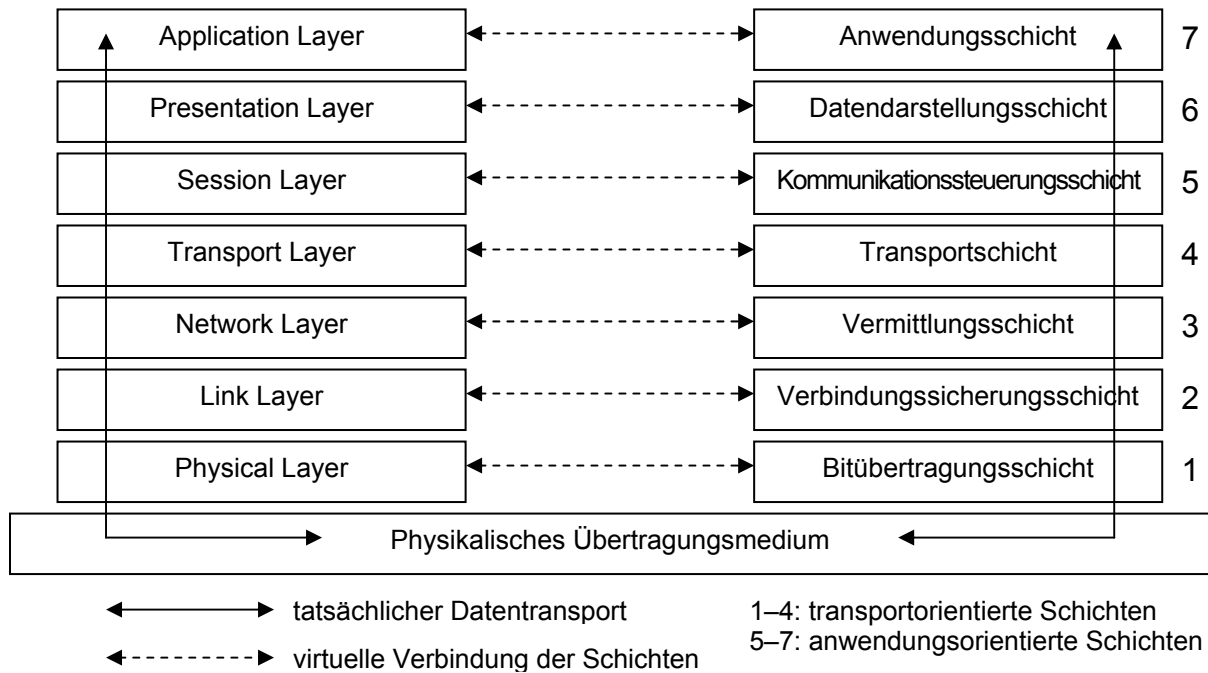 Application Layer Anwendungsschicht 7
Presentation Layer Datendarstellungsschicht 6
Session Layer Kommunikationssteuerungsschicht 5
Transport Layer Transportschicht 4
Network Layer Vermittlungsschicht 3
Link Layer Verbindungssicherungsschicht 2
Physical Layer Bitübertragungsschicht 1
Physikalisches Übertragungsmedium
tatsächlicher Datentransport
virtuelle Verbindung der Schichten
1–4: transportorientierte Schichten
5–7: anwendungsorientierte Schichten